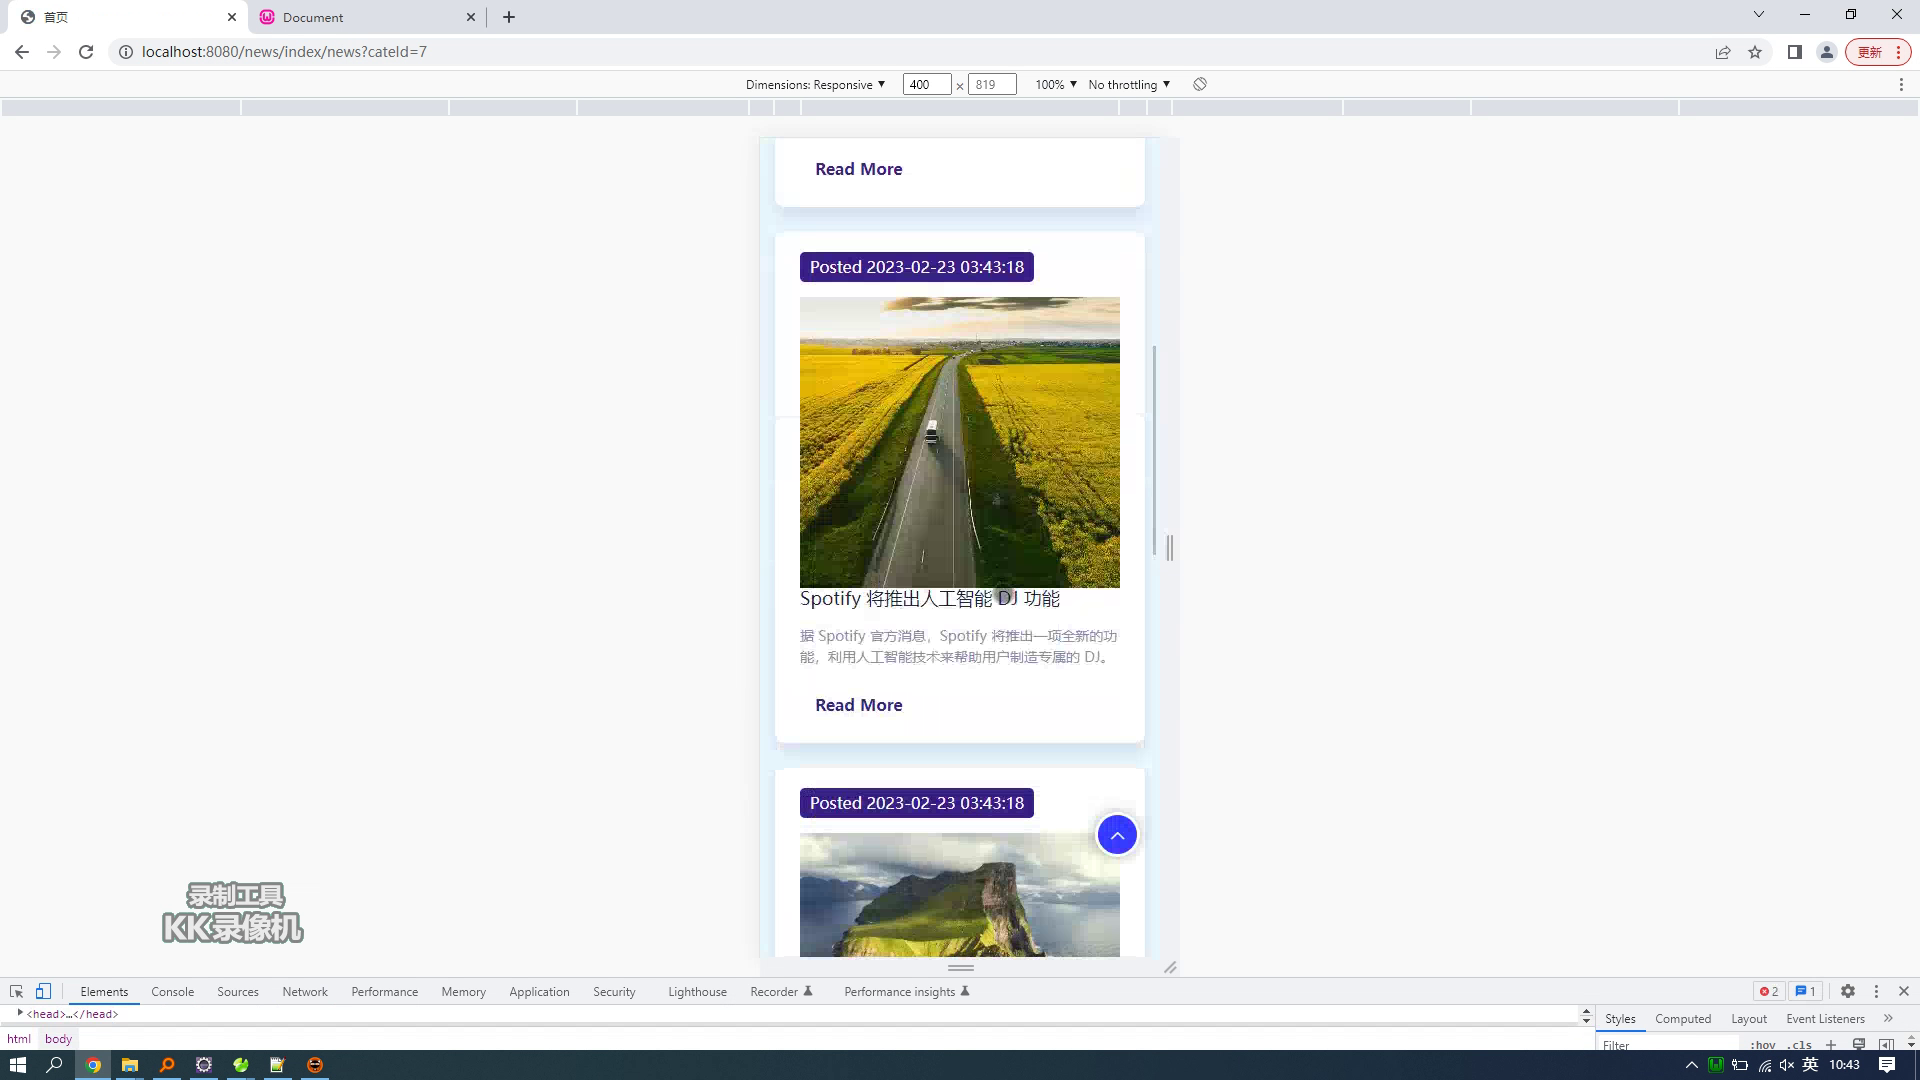 首页
Document
localhost:8080/news/index/news?cateId=7
更新
Dimensions: Responsive
400 × 819
100%
No throttling
Read More
Posted 2023-02-23 03:43:18
Spotify 将推出人工智能 DJ 功能
据 Spotify 官方消息，Spotify 将推出一项全新的功
能，利用人工智能技术来帮助用户制造专属的 DJ。
Read More
Posted 2023-02-23 03:43:18
录制工具
KK录像机
Elements Console Sources Network Performance Memory Application Security Lighthouse Recorder Performance insights 2 1
<head>…</head>
Styles Computed Layout Event Listeners
html body
Filter :hov .cls
英 10:43